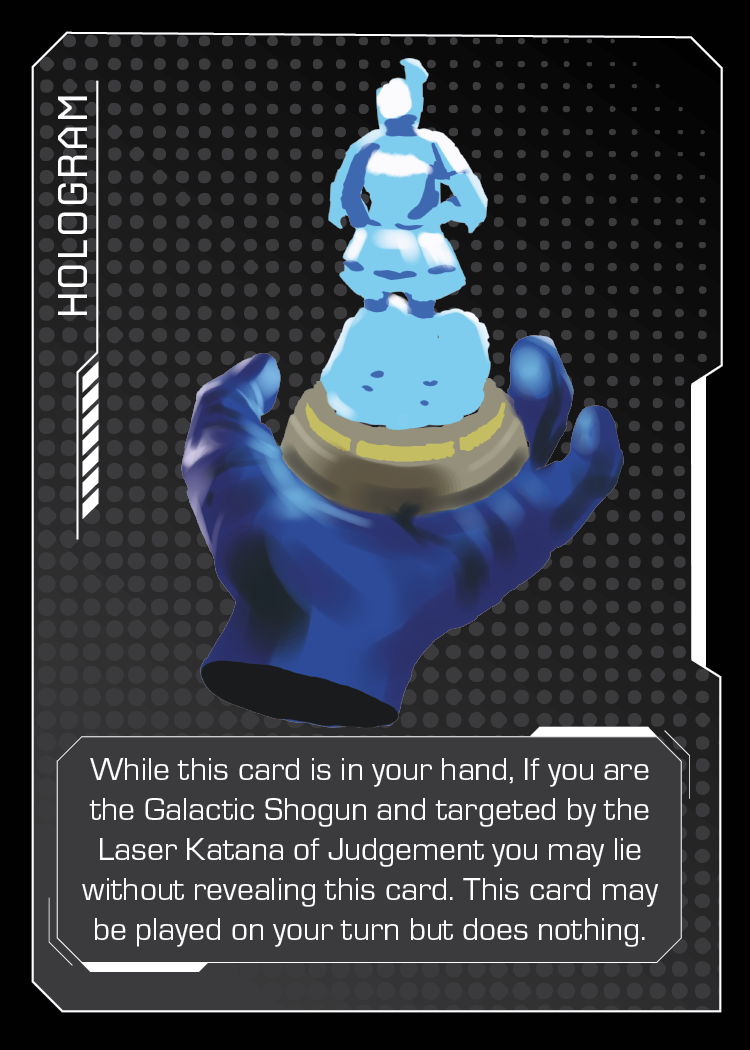 HOLOGRAM
While this card is in your hand, If you are
the Galactic Shogun and targeted by the
Laser Katana of Judgement you may lie
without revealing this card. This card may
be played on your turn but does nothing.